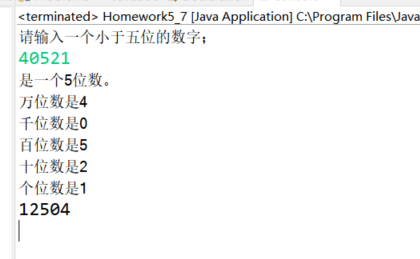 <terminated> Homework5_7 [Java Application] C:\Program Files\Java
请输入一个小于五位的数字；
40521
是一个5位数。
万位数是4
千位数是0
百位数是5
十位数是2
个位数是1
12504